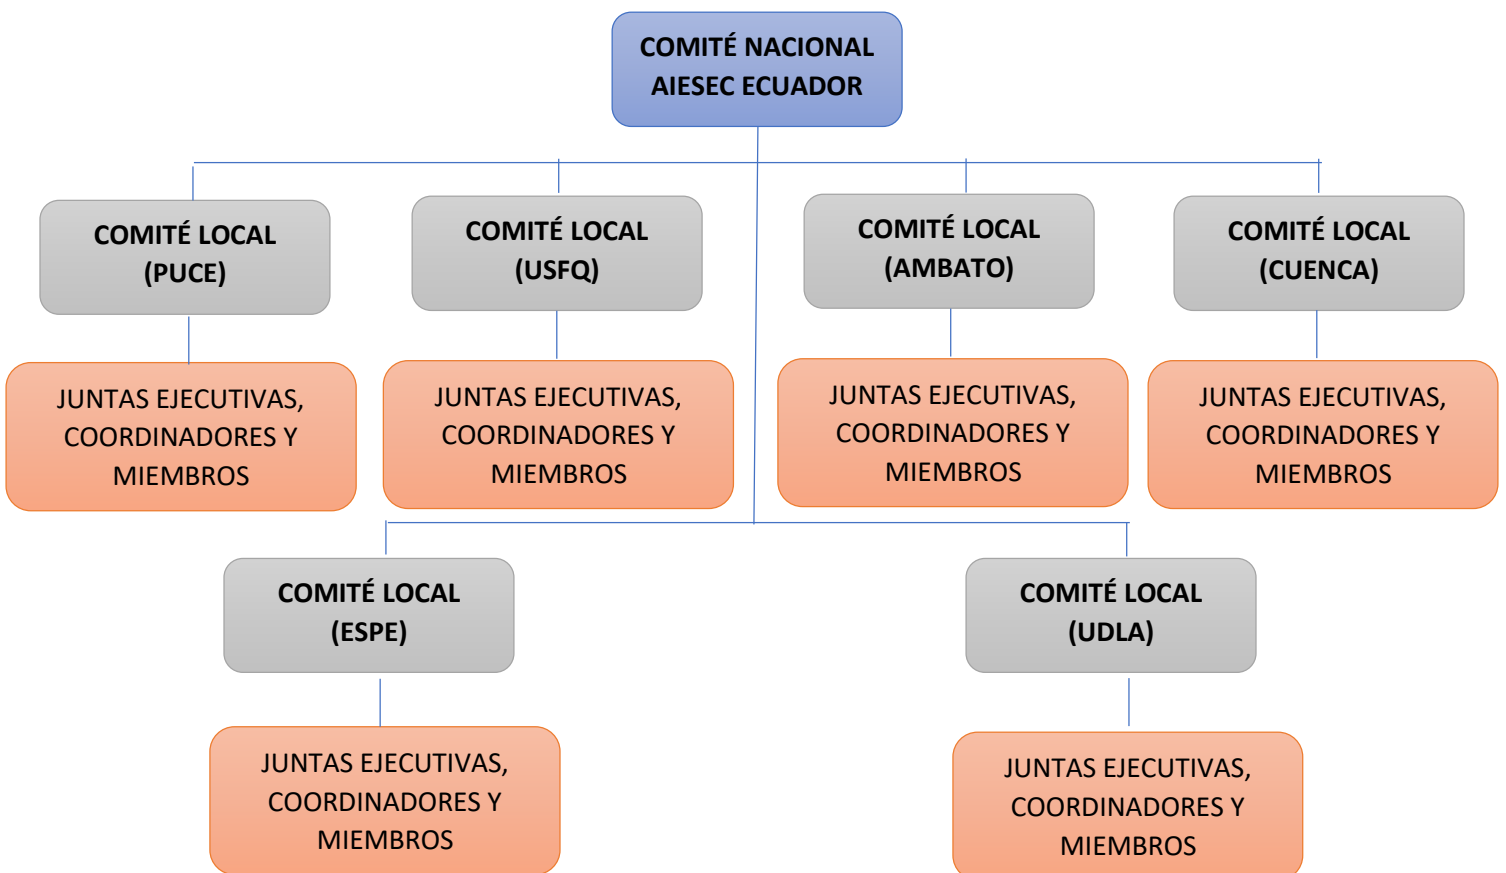 COMITÉ NACIONAL
AIESEC ECUADOR
COMITÉ LOCAL
(PUCE)
COMITÉ LOCAL
(USFQ)
COMITÉ LOCAL
(AMBATO)
COMITÉ LOCAL
(CUENCA)
JUNTAS EJECUTIVAS,
COORDINADORES Y
MIEMBROS
JUNTAS EJECUTIVAS,
COORDINADORES Y
MIEMBROS
JUNTAS EJECUTIVAS,
COORDINADORES Y
MIEMBROS
JUNTAS EJECUTIVAS,
COORDINADORES Y
MIEMBROS
COMITÉ LOCAL
(ESPE)
COMITÉ LOCAL
(UDLA)
JUNTAS EJECUTIVAS,
COORDINADORES Y
MIEMBROS
JUNTAS EJECUTIVAS,
COORDINADORES Y
MIEMBROS